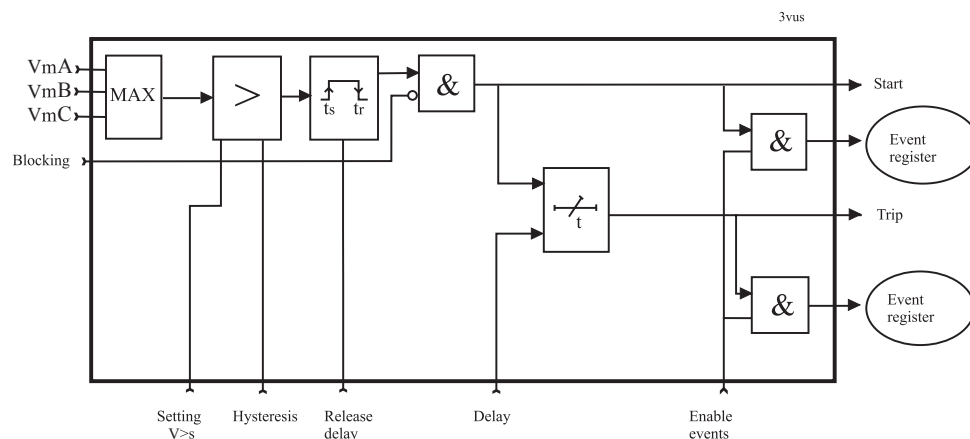 3vus
VmA
VmB
VmC
MAX
>
ts
tr
&
Start
&
Event
register
Blocking
t
Trip
&
Event
register
Setting
V>s
Hysteresis
Release
delay
Delay
Enable
events